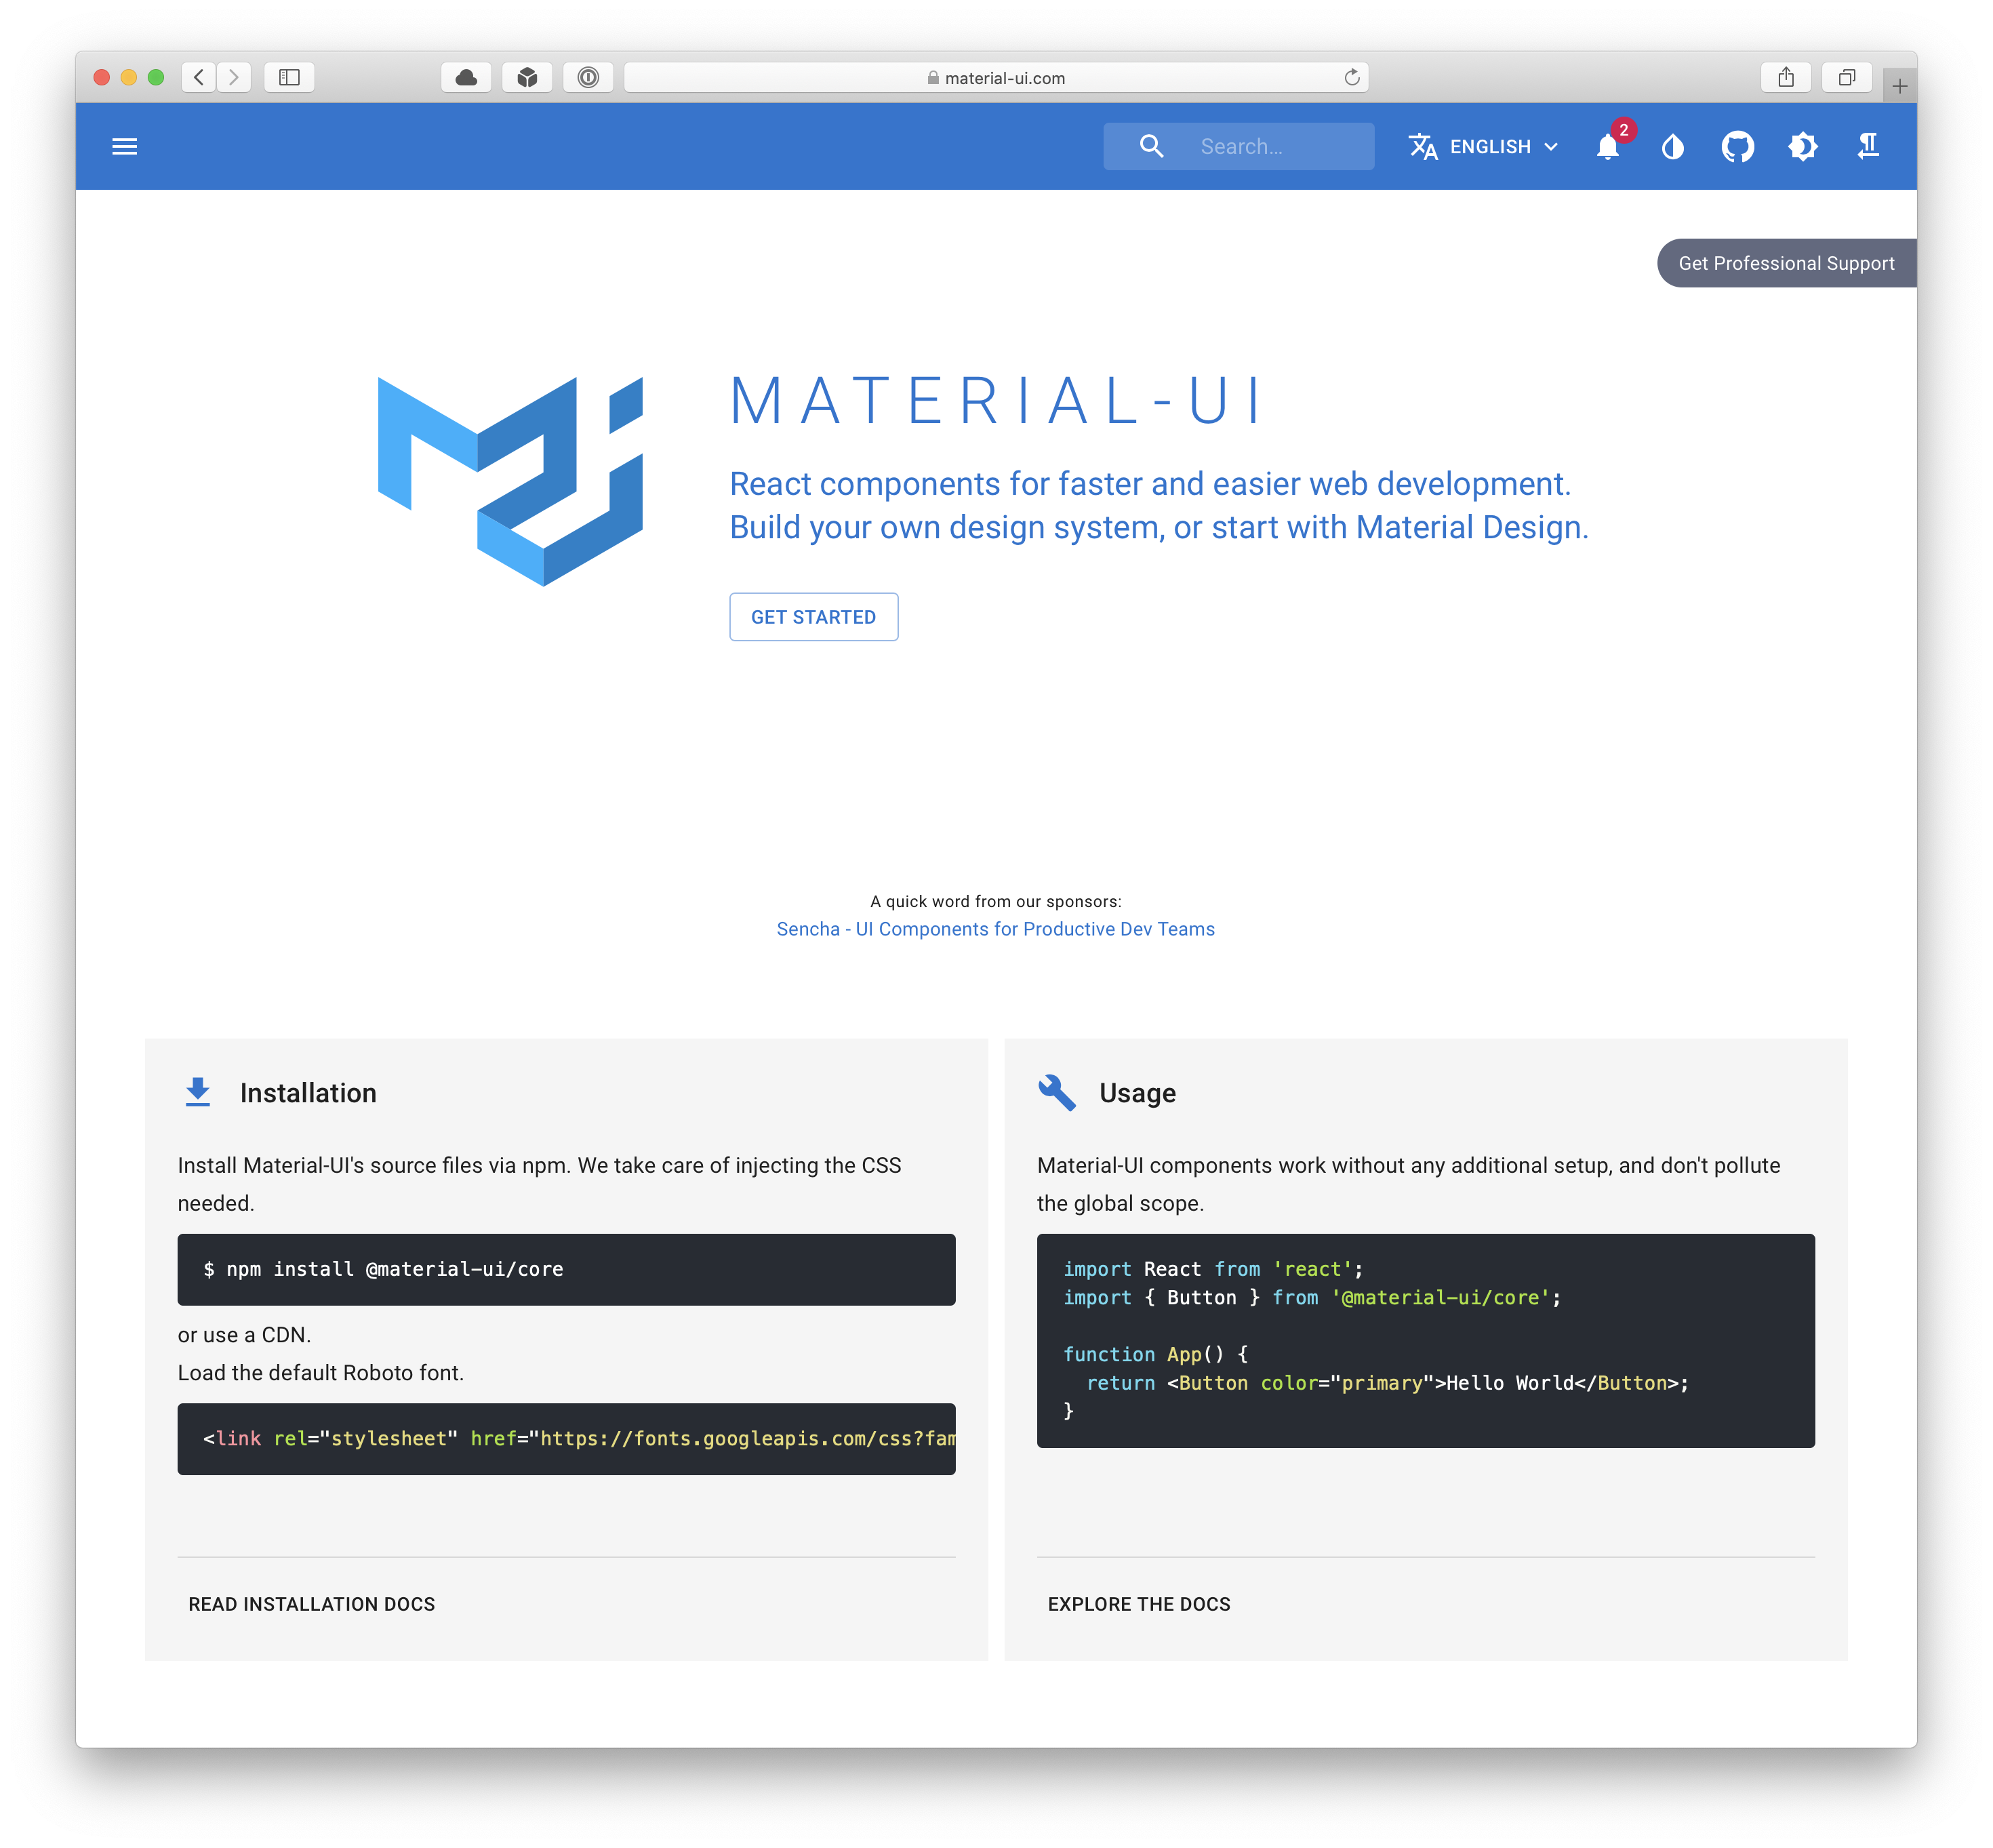 material-ui.com
Search...
ENGLISH
2
Get Professional Support
MATERIAL-UI
React components for faster and easier web development.
Build your own design system, or start with Material Design.
GET STARTED
A quick word from our sponsors:
Sencha - UI Components for Productive Dev Teams
Installation
Install Material-UI's source files via npm. We take care of injecting the CSS
needed.
$ npm install @material-ui/core
or use a CDN.
Load the default Roboto font.
<link rel="stylesheet" href="https://fonts.googleapis.com/css?fam
READ INSTALLATION DOCS
Usage
Material-UI components work without any additional setup, and don't pollute
the global scope.
import React from 'react';
import { Button } from '@material-ui/core';
function App() {
  return <Button color="primary">Hello World</Button>;
}
EXPLORE THE DOCS